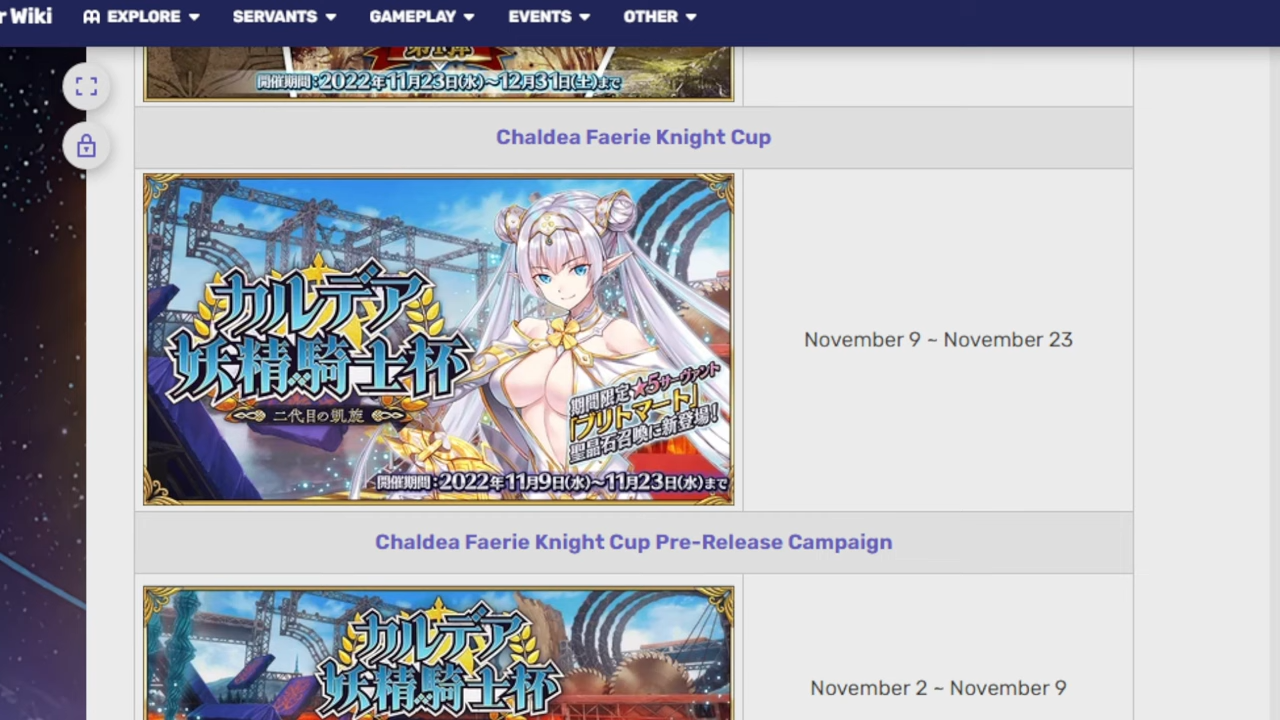 r Wiki EXPLORE SERVANTS GAMEPLAY EVENTS OTHER
開催期間:2022年11月23日(水)~12月31日(土)まで
Chaldea Faerie Knight Cup
カルデア
妖精騎士杯
二代目の凱旋
期間限定★5サーヴァント
「ブリトマート」
聖晶石召喚に新登場!
開催期間:2022年11月9日(水)~11月23日(水)まで
November 9 ~ November 23
Chaldea Faerie Knight Cup Pre-Release Campaign
カルデア
妖精騎士杯
November 2 ~ November 9